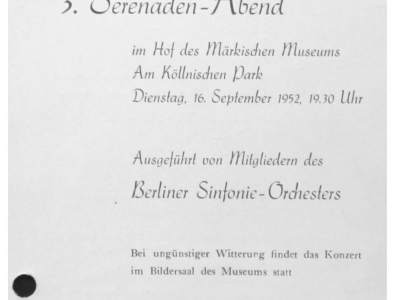 3. Serenaden-Abend
im Hof des Märkischen Museums
Am Köllnischen Park
Dienstag, 16. September 1952, 19.30 Uhr
Ausgeführt von Mitgliedern des
Berliner Sinfonie-Orchesters
Bei ungünstiger Witterung findet das Konzert
im Bildersaal des Museums statt